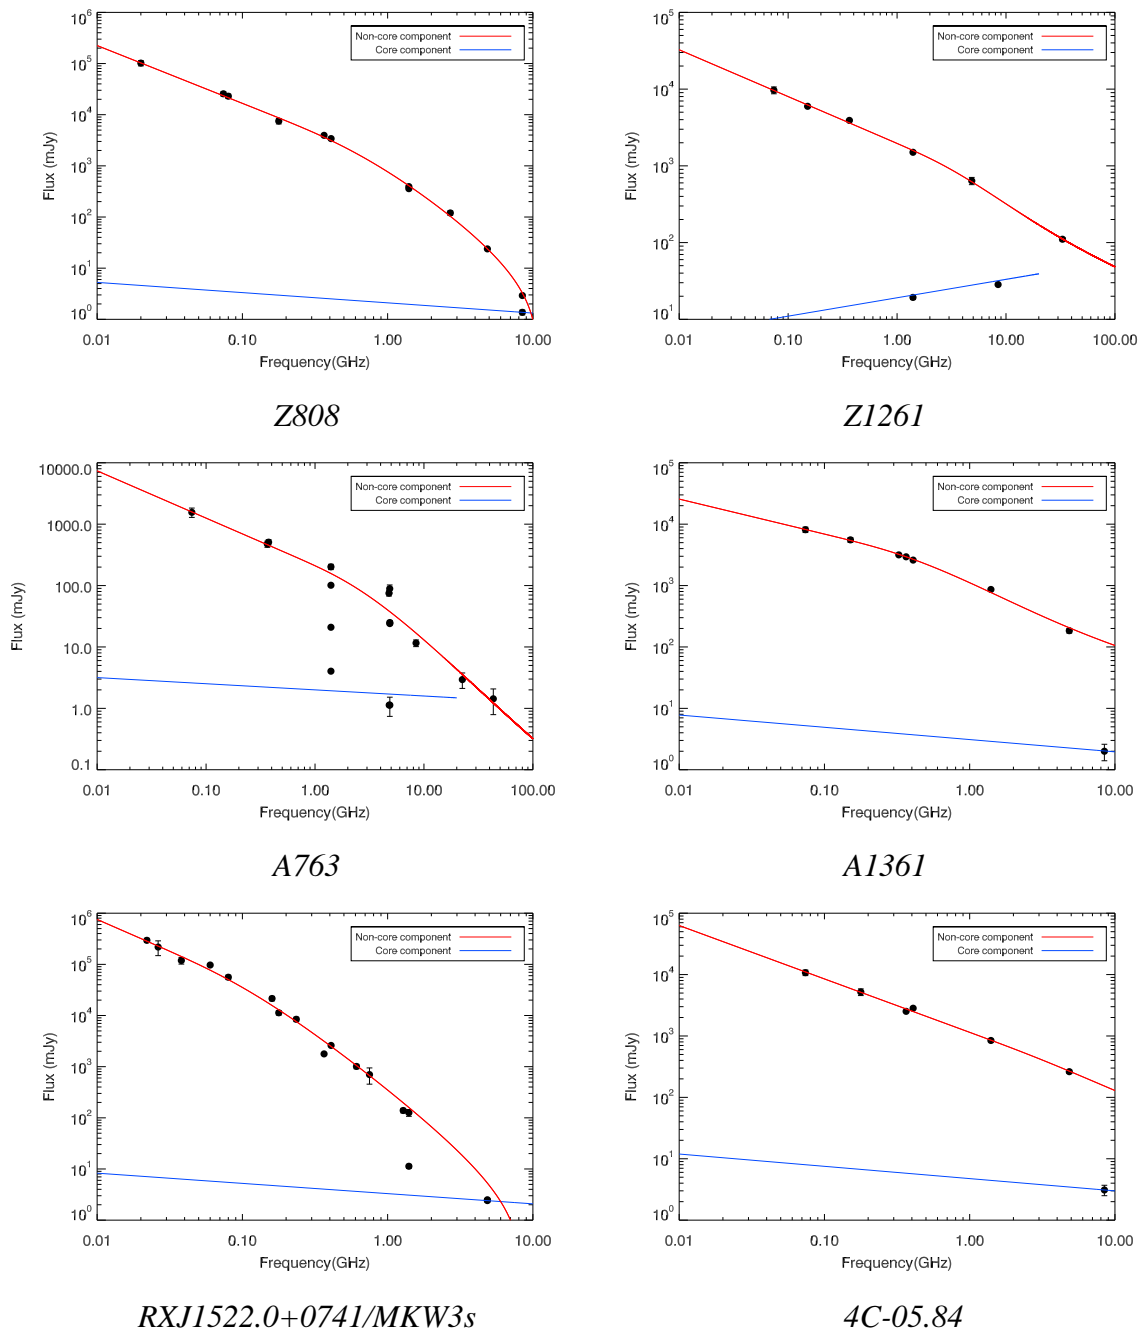 10^6
10^5
10^4
10^3
10^2
10^1
10^0
Flux (mJy)
Non-core component
Core component
0.01 0.10 1.00 10.00
Frequency(GHz)
Z808
10^5
10^4
10^3
10^2
10^1
Flux (mJy)
Non-core component
Core component
0.01 0.10 1.00 10.00 100.00
Frequency(GHz)
Z1261
10000.0
1000.0
100.0
10.0
1.0
0.1
Flux (mJy)
Non-core component
Core component
0.01 0.10 1.00 10.00 100.00
Frequency(GHz)
A763
10^5
10^4
10^3
10^2
10^1
10^0
Flux (mJy)
Non-core component
Core component
0.01 0.10 1.00 10.00
Frequency(GHz)
A1361
10^6
10^5
10^4
10^3
10^2
10^1
10^0
Flux (mJy)
Non-core component
Core component
0.01 0.10 1.00 10.00
Frequency(GHz)
RXJ1522.0+0741/MKW3s
10^5
10^4
10^3
10^2
10^1
10^0
Flux (mJy)
Non-core component
Core component
0.01 0.10 1.00 10.00
Frequency(GHz)
4C-05.84